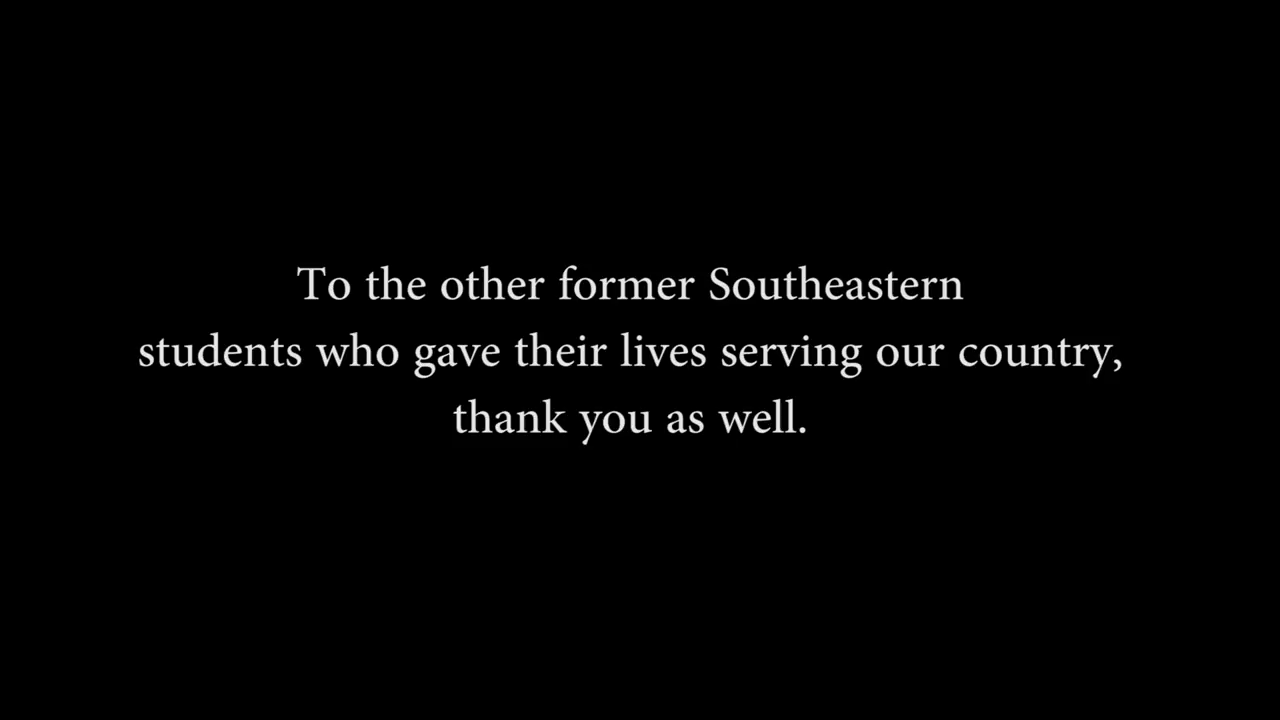 To the other former Southeastern
students who gave their lives serving our country,
thank you as well.